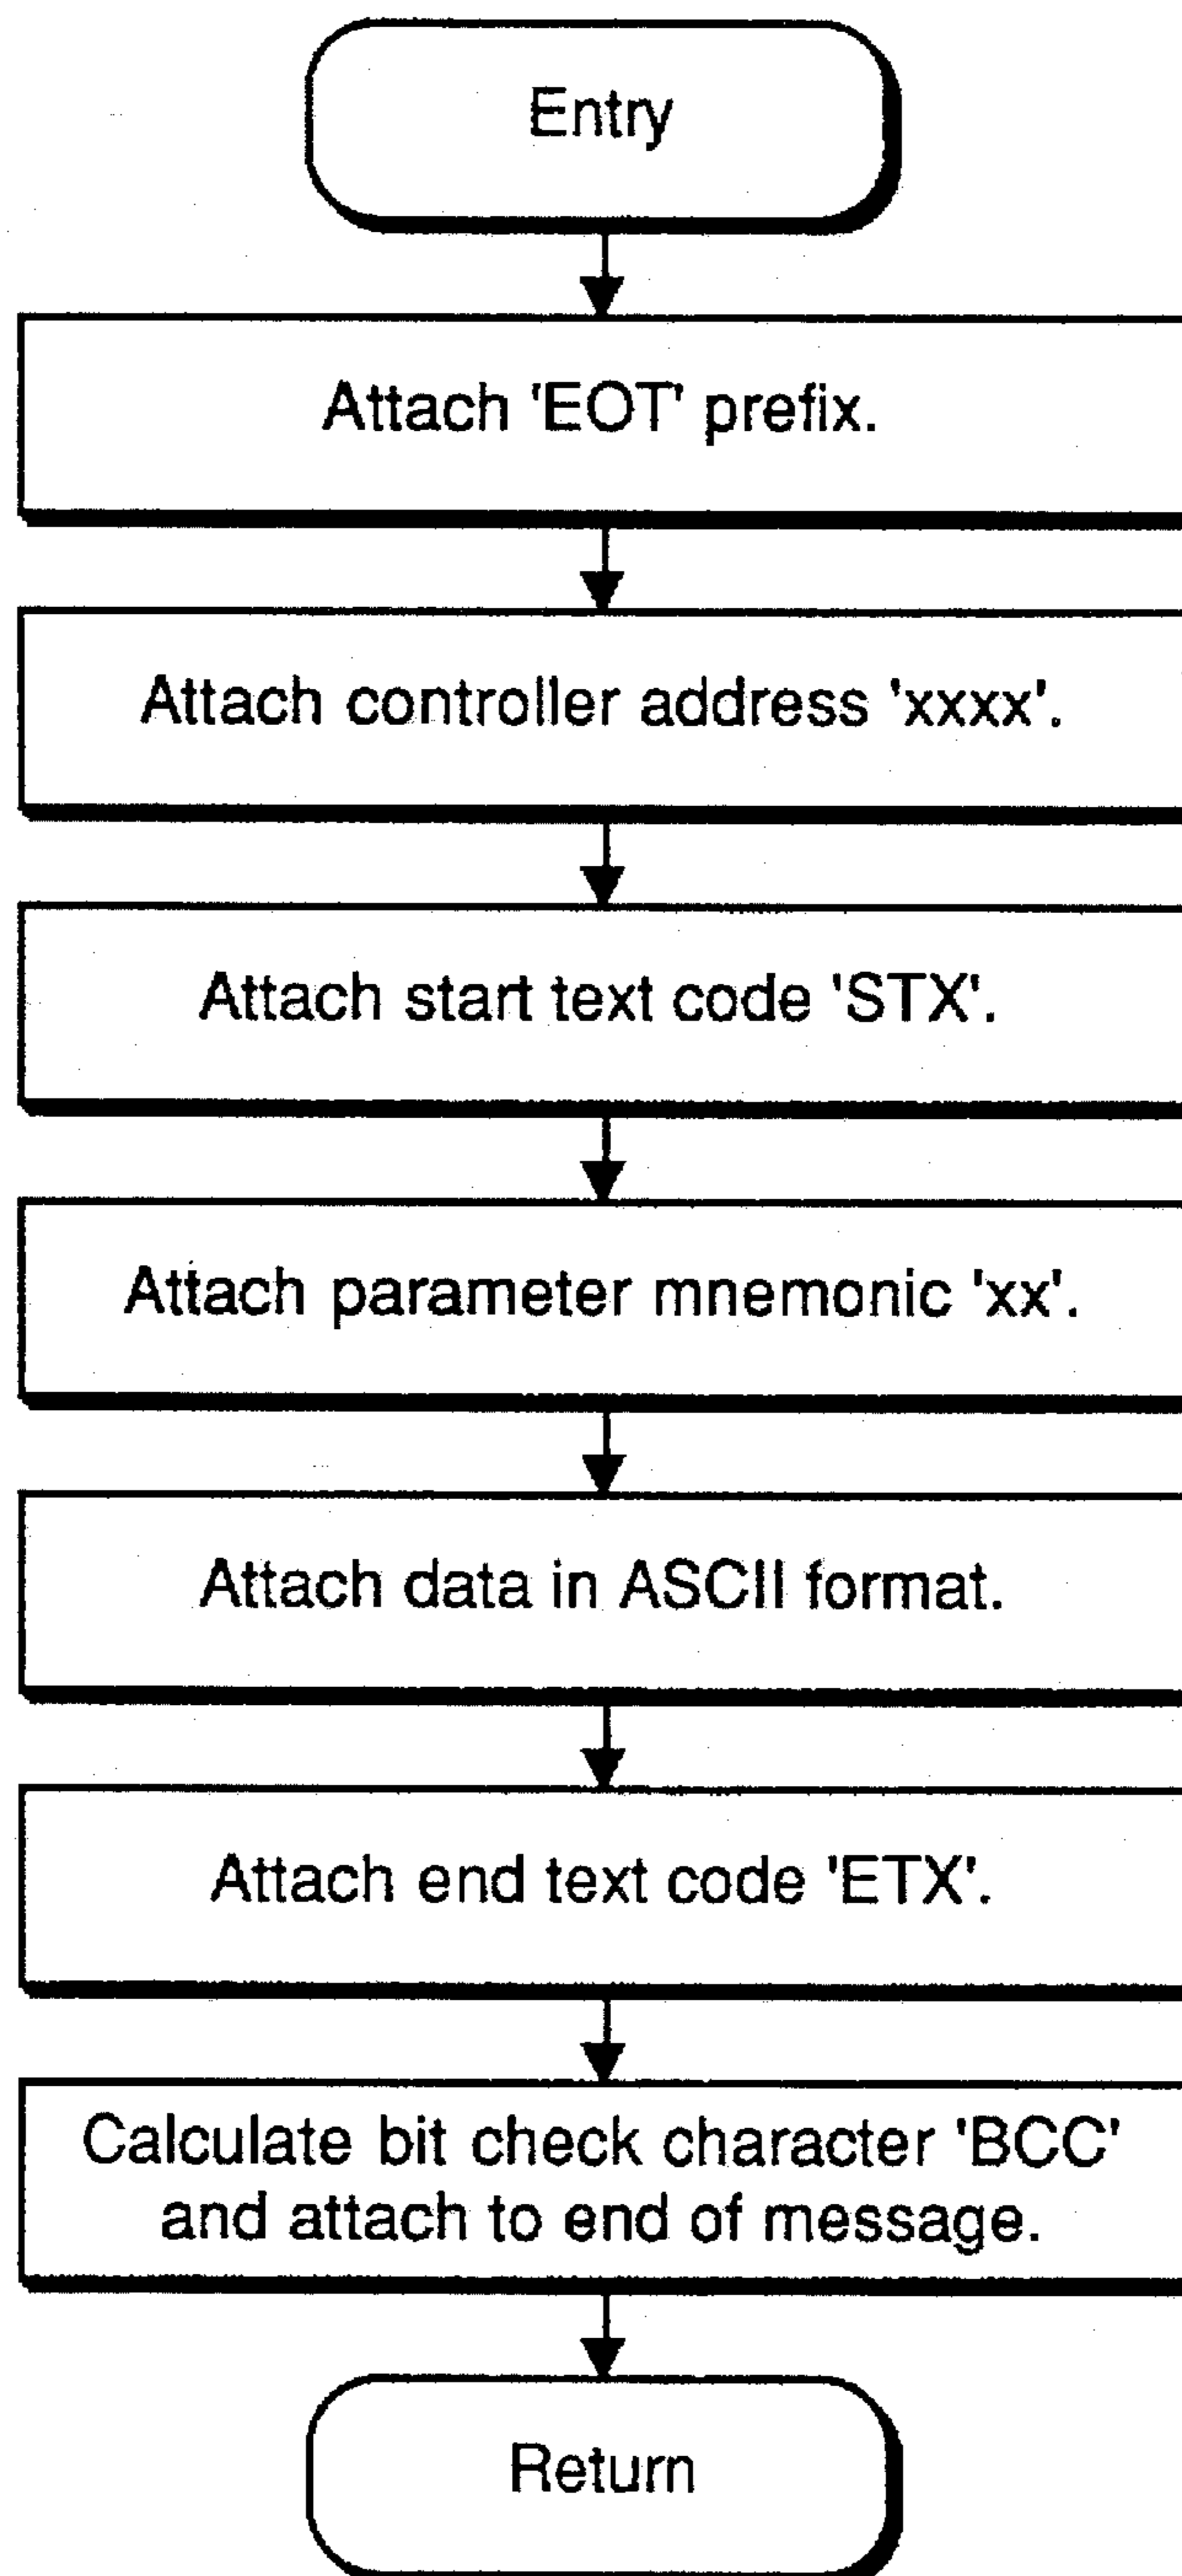 Entry
Attach 'EOT' prefix.
Attach controller address 'xxxx'.
Attach start text code 'STX'.
Attach parameter mnemonic 'xx'.
Attach data in ASCII format.
Attach end text code 'ETX'.
Calculate bit check character 'BCC'
and attach to end of message.
Return